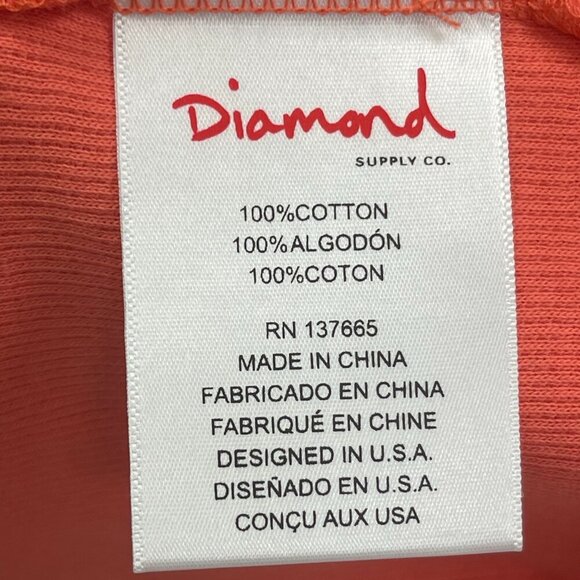 Diamond
SUPPLY CO.
100%COTTON
100%ALGODÓN
100%COTON
RN 137665
MADE IN CHINA
FABRICADO EN CHINA
FABRIQUÉ EN CHINE
DESIGNED IN U.S.A.
DISEÑADO EN U.S.A.
CONÇU AUX USA